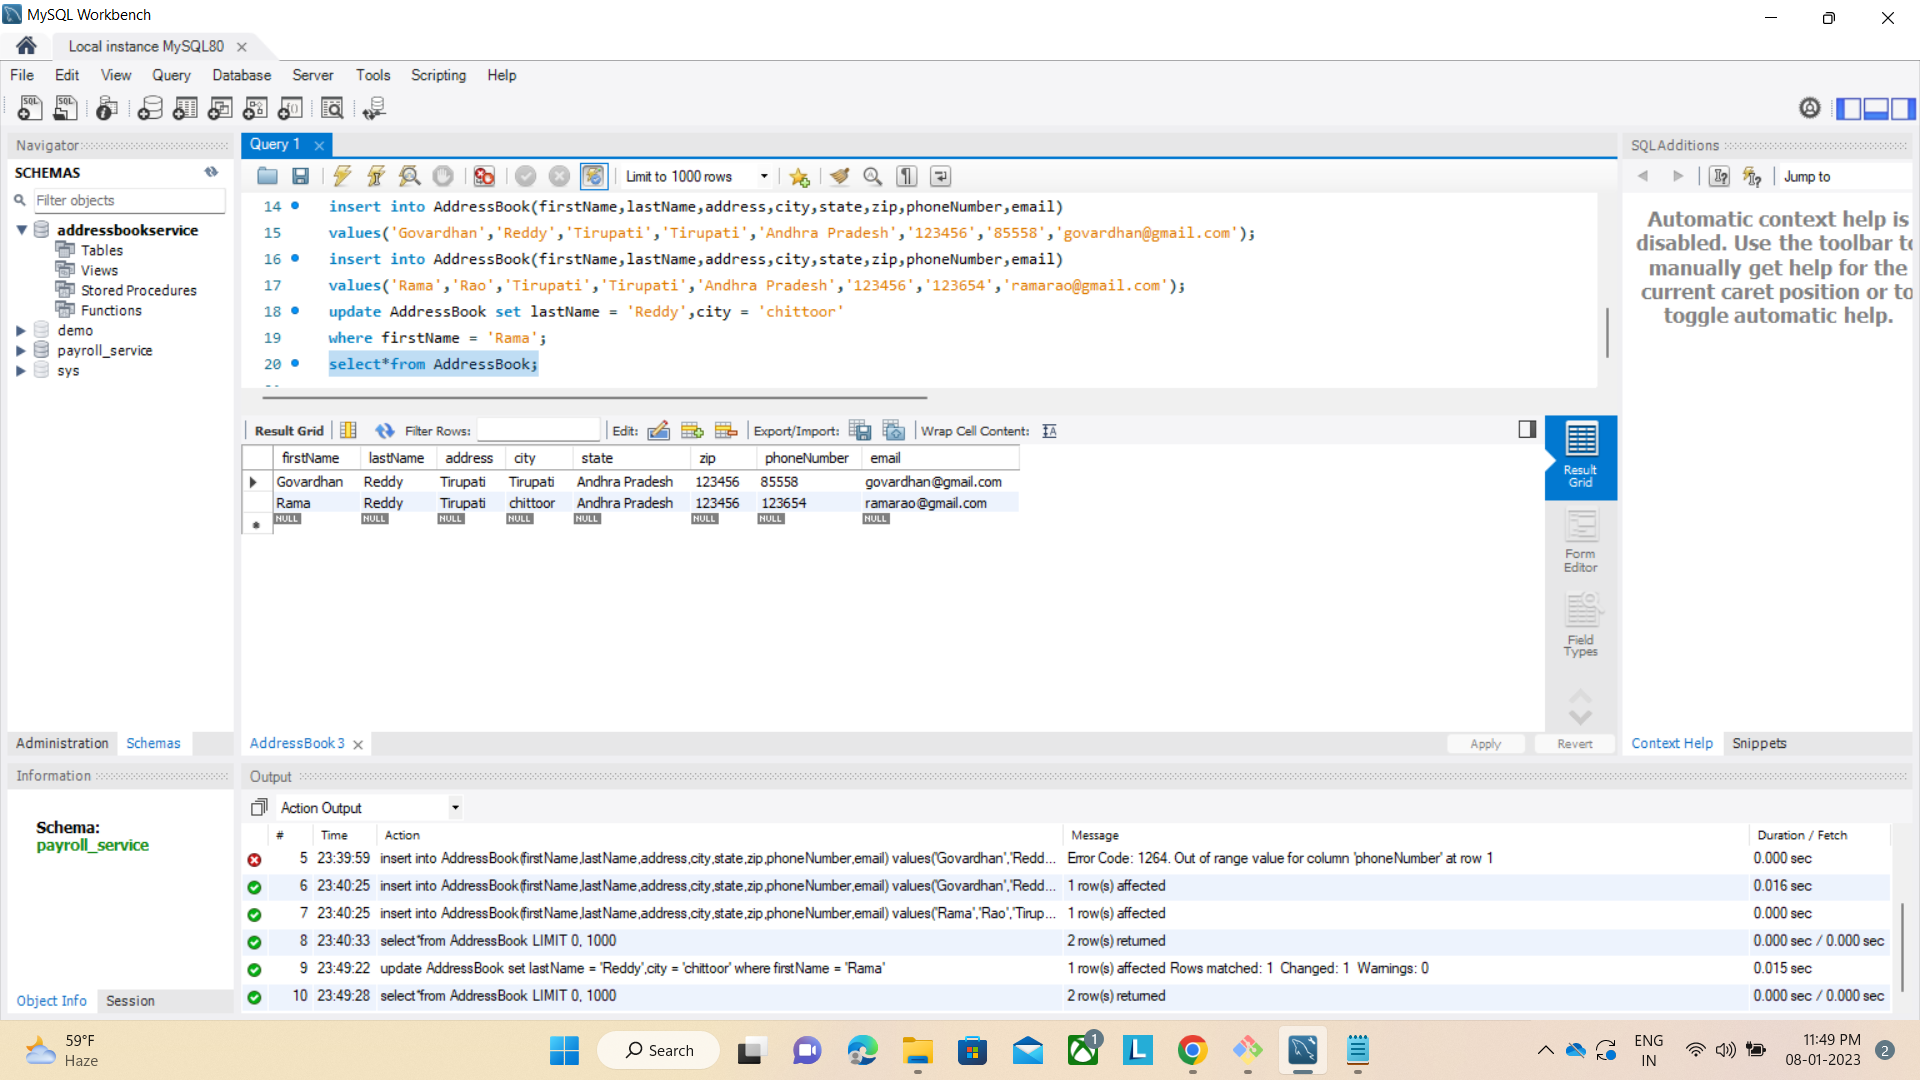 MySQL Workbench
Local instance MySQL80
File Edit View Query Database Server Tools Scripting Help
Navigator
SCHEMAS
Filter objects
addressbookservice
Tables
Views
Stored Procedures
Functions
demo
payroll_service
sys
Administration Schemas
Information
Schema:
payroll_service
Object Info Session
Query 1
Limit to 1000 rows
14 insert into AddressBook(firstName,lastName,address,city,state,zip,phoneNumber,email)
15 values('Govardhan','Reddy','Tirupati','Tirupati','Andhra Pradesh','123456','85558','govardhan@gmail.com');
16 insert into AddressBook(firstName,lastName,address,city,state,zip,phoneNumber,email)
17 values('Rama','Rao','Tirupati','Tirupati','Andhra Pradesh','123456','123654','ramarao@gmail.com');
18 update AddressBook set lastName = 'Reddy',city = 'chittoor'
19 where firstName = 'Rama';
20 select*from AddressBook;
Result Grid Filter Rows: Edit: Export/Import: Wrap Cell Content:
firstName lastName address city state zip phoneNumber email
Govardhan Reddy Tirupati Tirupati Andhra Pradesh 123456 85558 govardhan@gmail.com
Rama Reddy Tirupati chittoor Andhra Pradesh 123456 123654 ramarao@gmail.com
NULL NULL NULL NULL NULL NULL NULL NULL
Result
Grid
Form
Editor
Field
Types
AddressBook 3
Apply Revert
SQLAdditions
Jump to
Automatic context help is
disabled. Use the toolbar to
manually get help for the
current caret position or to
toggle automatic help.
Context Help Snippets
Output
Action Output
# Time Action Message Duration / Fetch
5 23:39:59 insert into AddressBook(firstName,lastName,address,city,state,zip,phoneNumber,email) values('Govardhan','Redd... Error Code: 1264. Out of range value for column 'phoneNumber' at row 1 0.000 sec
6 23:40:25 insert into AddressBook(firstName,lastName,address,city,state,zip,phoneNumber,email) values('Govardhan','Redd... 1 row(s) affected 0.016 sec
7 23:40:25 insert into AddressBook(firstName,lastName,address,city,state,zip,phoneNumber,email) values('Rama','Rao','Tirup... 1 row(s) affected 0.000 sec
8 23:40:33 select*from AddressBook LIMIT 0, 1000 2 row(s) returned 0.000 sec / 0.000 sec
9 23:49:22 update AddressBook set lastName = 'Reddy',city = 'chittoor' where firstName = 'Rama' 1 row(s) affected Rows matched: 1 Changed: 1 Warnings: 0 0.015 sec
10 23:49:28 select*from AddressBook LIMIT 0, 1000 2 row(s) returned 0.000 sec / 0.000 sec
59°F
Haze
Search
1
L
ENG
IN
11:49 PM
08-01-2023
2